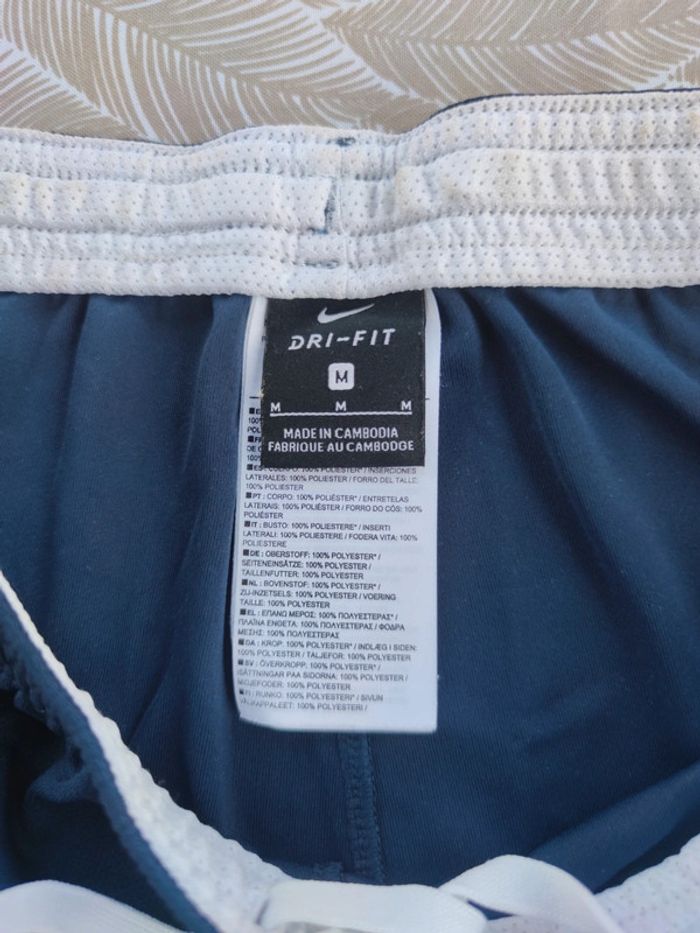 DRI-FIT
M
M M M
MADE IN CAMBODIA
FABRIQUE AU CAMBODGE
LATERALES: 100% POLIESTER / FORRO DEL TALLE:
100% POLIESTER
PT : CORPO: 100% POLIÉSTER* / ENTRETELAS
LATERAIS: 100% POLIÉSTER / FORRO DO CÓS: 100%
POLIÉSTER
IT : BUSTO: 100% POLIESTERE* / INSERTI
LATERALI: 100% POLIESTERE / FODERA VITA: 100%
POLIESTERE
DE : OBERSTOFF: 100% POLYESTER* /
SEITENEINSÄTZE: 100% POLYESTER /
TAILLENFUTTER: 100% POLYESTER
NL : BOVENSTOF: 100% POLYESTER* /
ZIJ-INZETSELS: 100% POLYESTER / VOERING
TAILLE: 100% POLYESTER
EL : ΕΠΑΝΩ ΜΕΡΟΣ: 100% ΠΟΛΥΕΣΤΕΡΑΣ* /
ΠΛΑΪΝΑ ΕΝΘΕΤΑ: 100% ΠΟΛΥΕΣΤΕΡΑΣ / ΦΟΔΡΑ
ΜΕΣΗΣ: 100% ΠΟΛΥΕΣΤΕΡΑΣ
DA : KROP: 100% POLYESTER* / INDLÆG I SIDEN:
100% POLYESTER / TALJEFOR: 100% POLYESTER
SV : ÖVERKROPP: 100% POLYESTER* /
ISÄTTNINGAR PAA SIDORNA: 100% POLYESTER /
MIDJEFODER: 100% POLYESTER
FI : RUNKO: 100% POLYESTERI* / SIVUN
100% POLYESTERI /